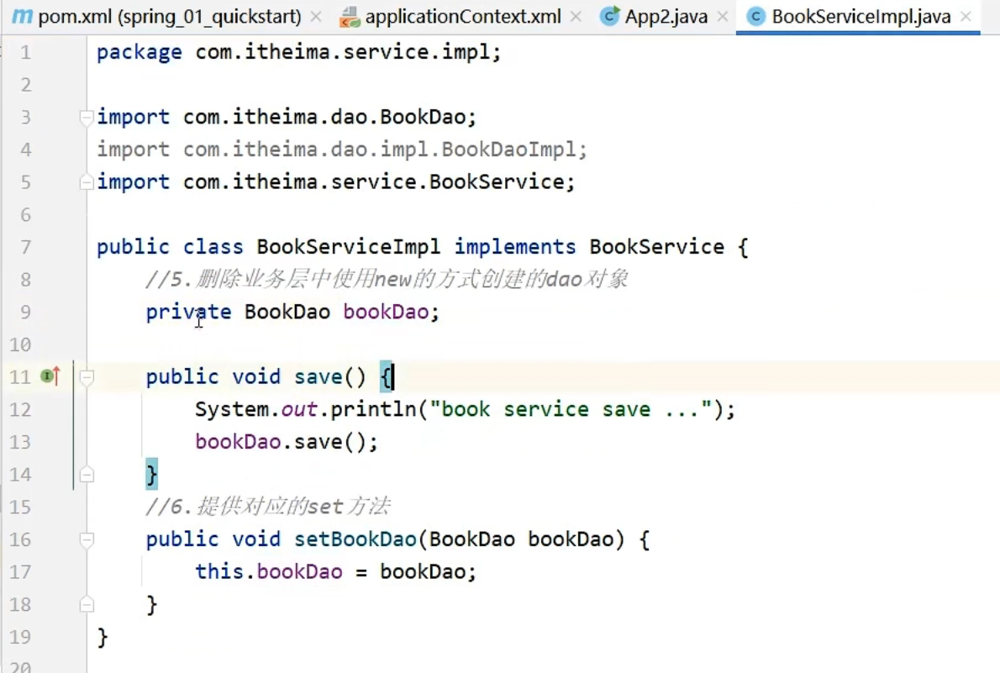 pom.xml (spring_01_quickstart) applicationContext.xml App2.java BookServiceImpl.java
1 package com.itheima.service.impl;
2
3 import com.itheima.dao.BookDao;
4 import com.itheima.dao.impl.BookDaoImpl;
5 import com.itheima.service.BookService;
6
7 public class BookServiceImpl implements BookService {
8 //5.删除业务层中使用new的方式创建的dao对象
9 private BookDao bookDao;
10
11 public void save() {
12 System.out.println("book service save ...");
13 bookDao.save();
14 }
15 //6.提供对应的set方法
16 public void setBookDao(BookDao bookDao) {
17 this.bookDao = bookDao;
18 }
19 }
20